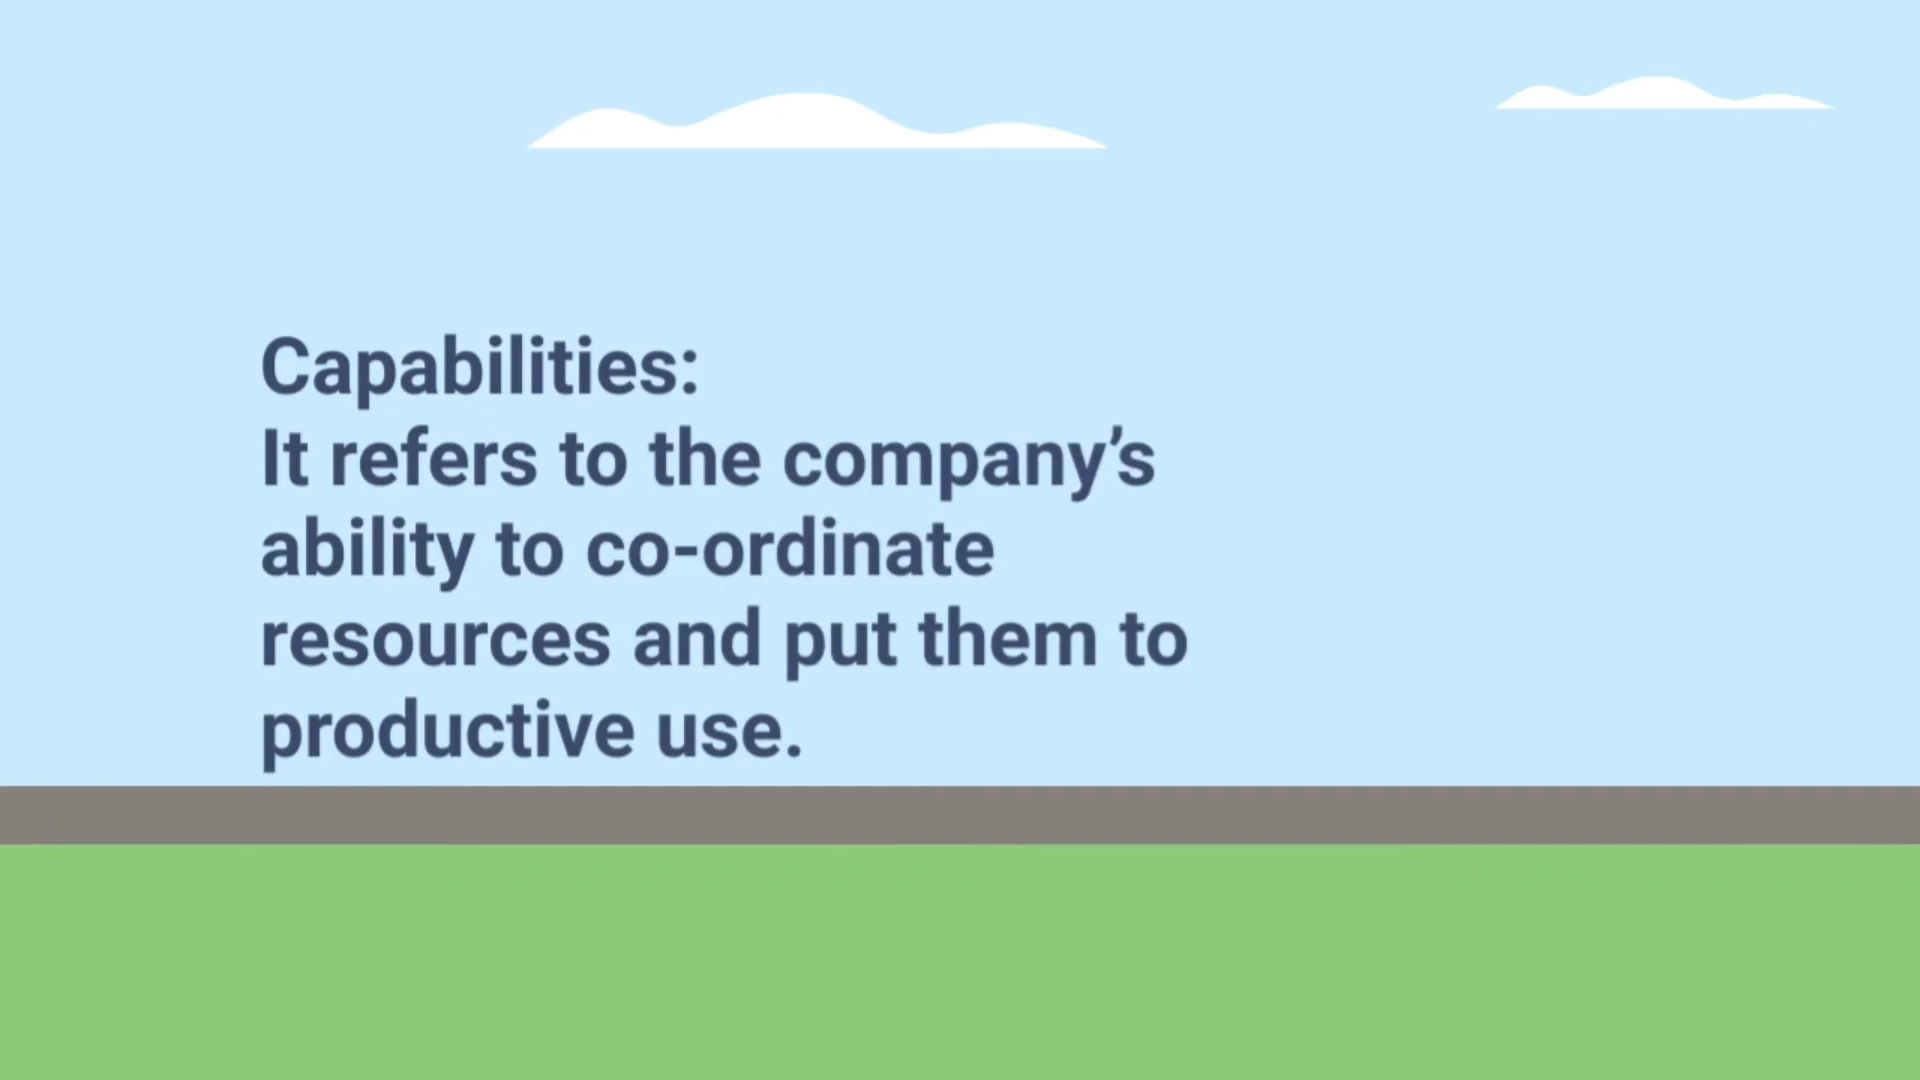 Capabilities:
It refers to the company’s
ability to co-ordinate
resources and put them to
productive use.